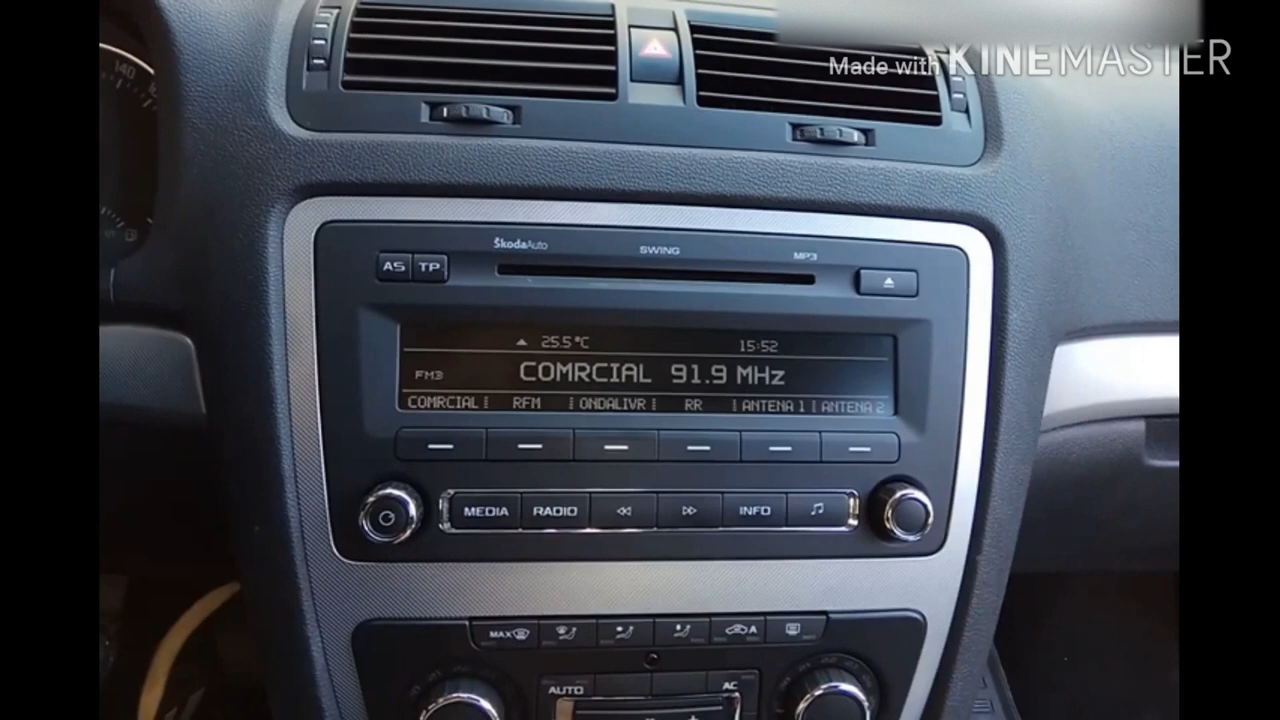 140
Made with KINEMASTER
ŠkodaAuto
SWING
MP3
AS TP
25.5°C 15:52
FM3 COMRCIAL 91.9 MHz
COMRCIAL RFM ONDALIVR RR ANTENA 1 ANTENA 2
MEDIA RADIO INFO
MAX A
AUTO AC